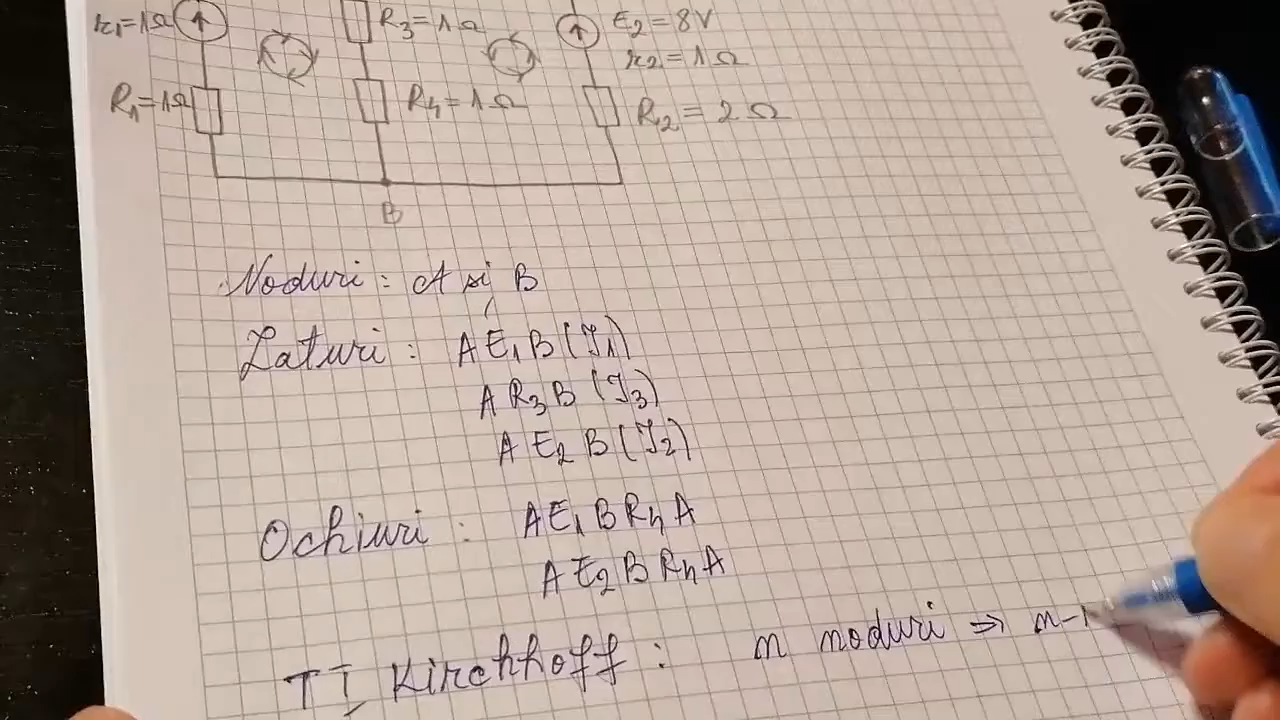 r1=1Ω R3=1Ω E2=8V
r2=1Ω
R1=1Ω R4=1Ω R2=2Ω
B
Noduri: A și B
Laturi: AE1B (I1)
AR3B (I3)
AE2B (I2)
Ochiuri: AE1BR4A
AE2BR4A
TI Kirchhoff: n noduri => n-1